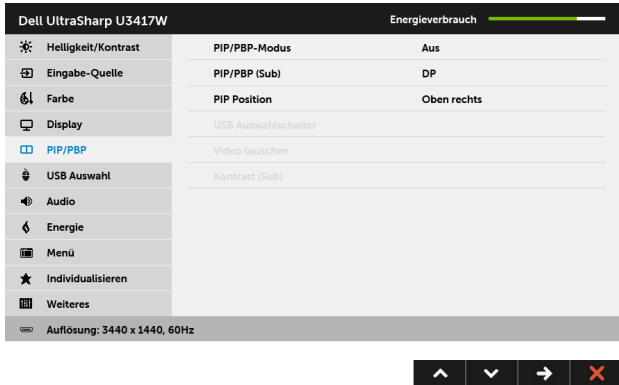 Dell UltraSharp U3417W Energieverbrauch
Helligkeit/Kontrast PIP/PBP-Modus Aus
Eingabe-Quelle PIP/PBP (Sub) DP
Farbe PIP Position Oben rechts
Display USB Auswahlschalter
PIP/PBP Video tauschen
USB Auswahl Kontrast (Sub)
Audio
Energie
Menü
Individualisieren
Weiteres
Auflösung: 3440 x 1440, 60Hz